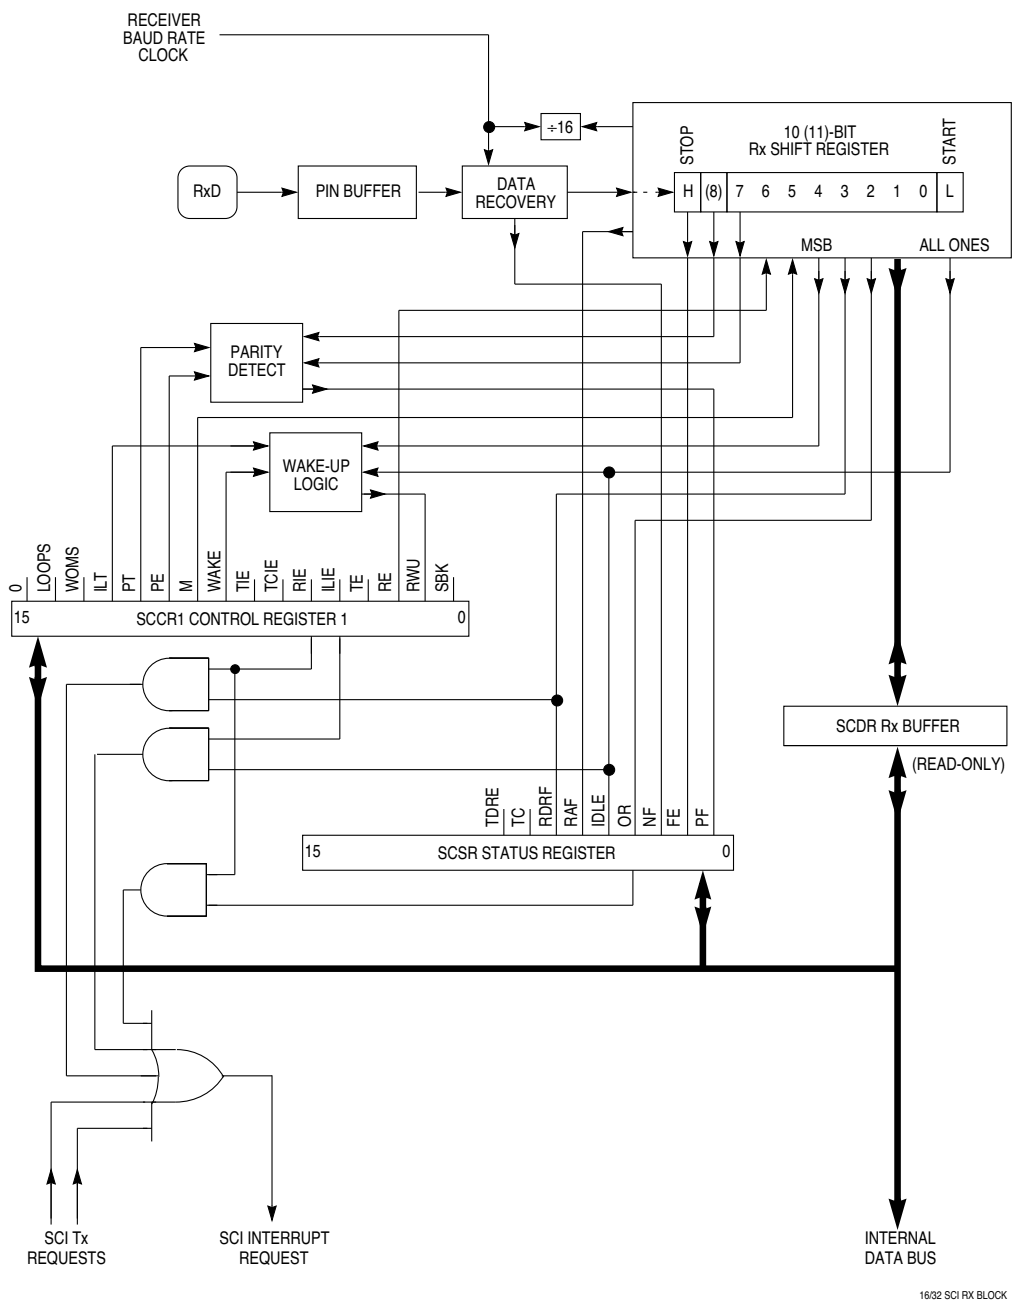 RECEIVER
BAUD RATE
CLOCK
÷16
10 (11)-BIT
Rx SHIFT REGISTER
STOP
START
RxD
PIN BUFFER
DATA
RECOVERY
H (8) 7 6 5 4 3 2 1 0 L
MSB
ALL ONES
PARITY
DETECT
WAKE-UP
LOGIC
0
LOOPS
WOMS
ILT
PT
PE
M
WAKE
TIE
TCIE
RIE
ILIE
TE
RE
RWU
SBK
15 SCCR1 CONTROL REGISTER 1 0
SCDR Rx BUFFER
(READ-ONLY)
TDRE
TC
RDRF
RAF
IDLE
OR
NF
FE
PF
15 SCSR STATUS REGISTER 0
SCI Tx
REQUESTS
SCI INTERRUPT
REQUEST
INTERNAL
DATA BUS
16/32 SCI RX BLOCK